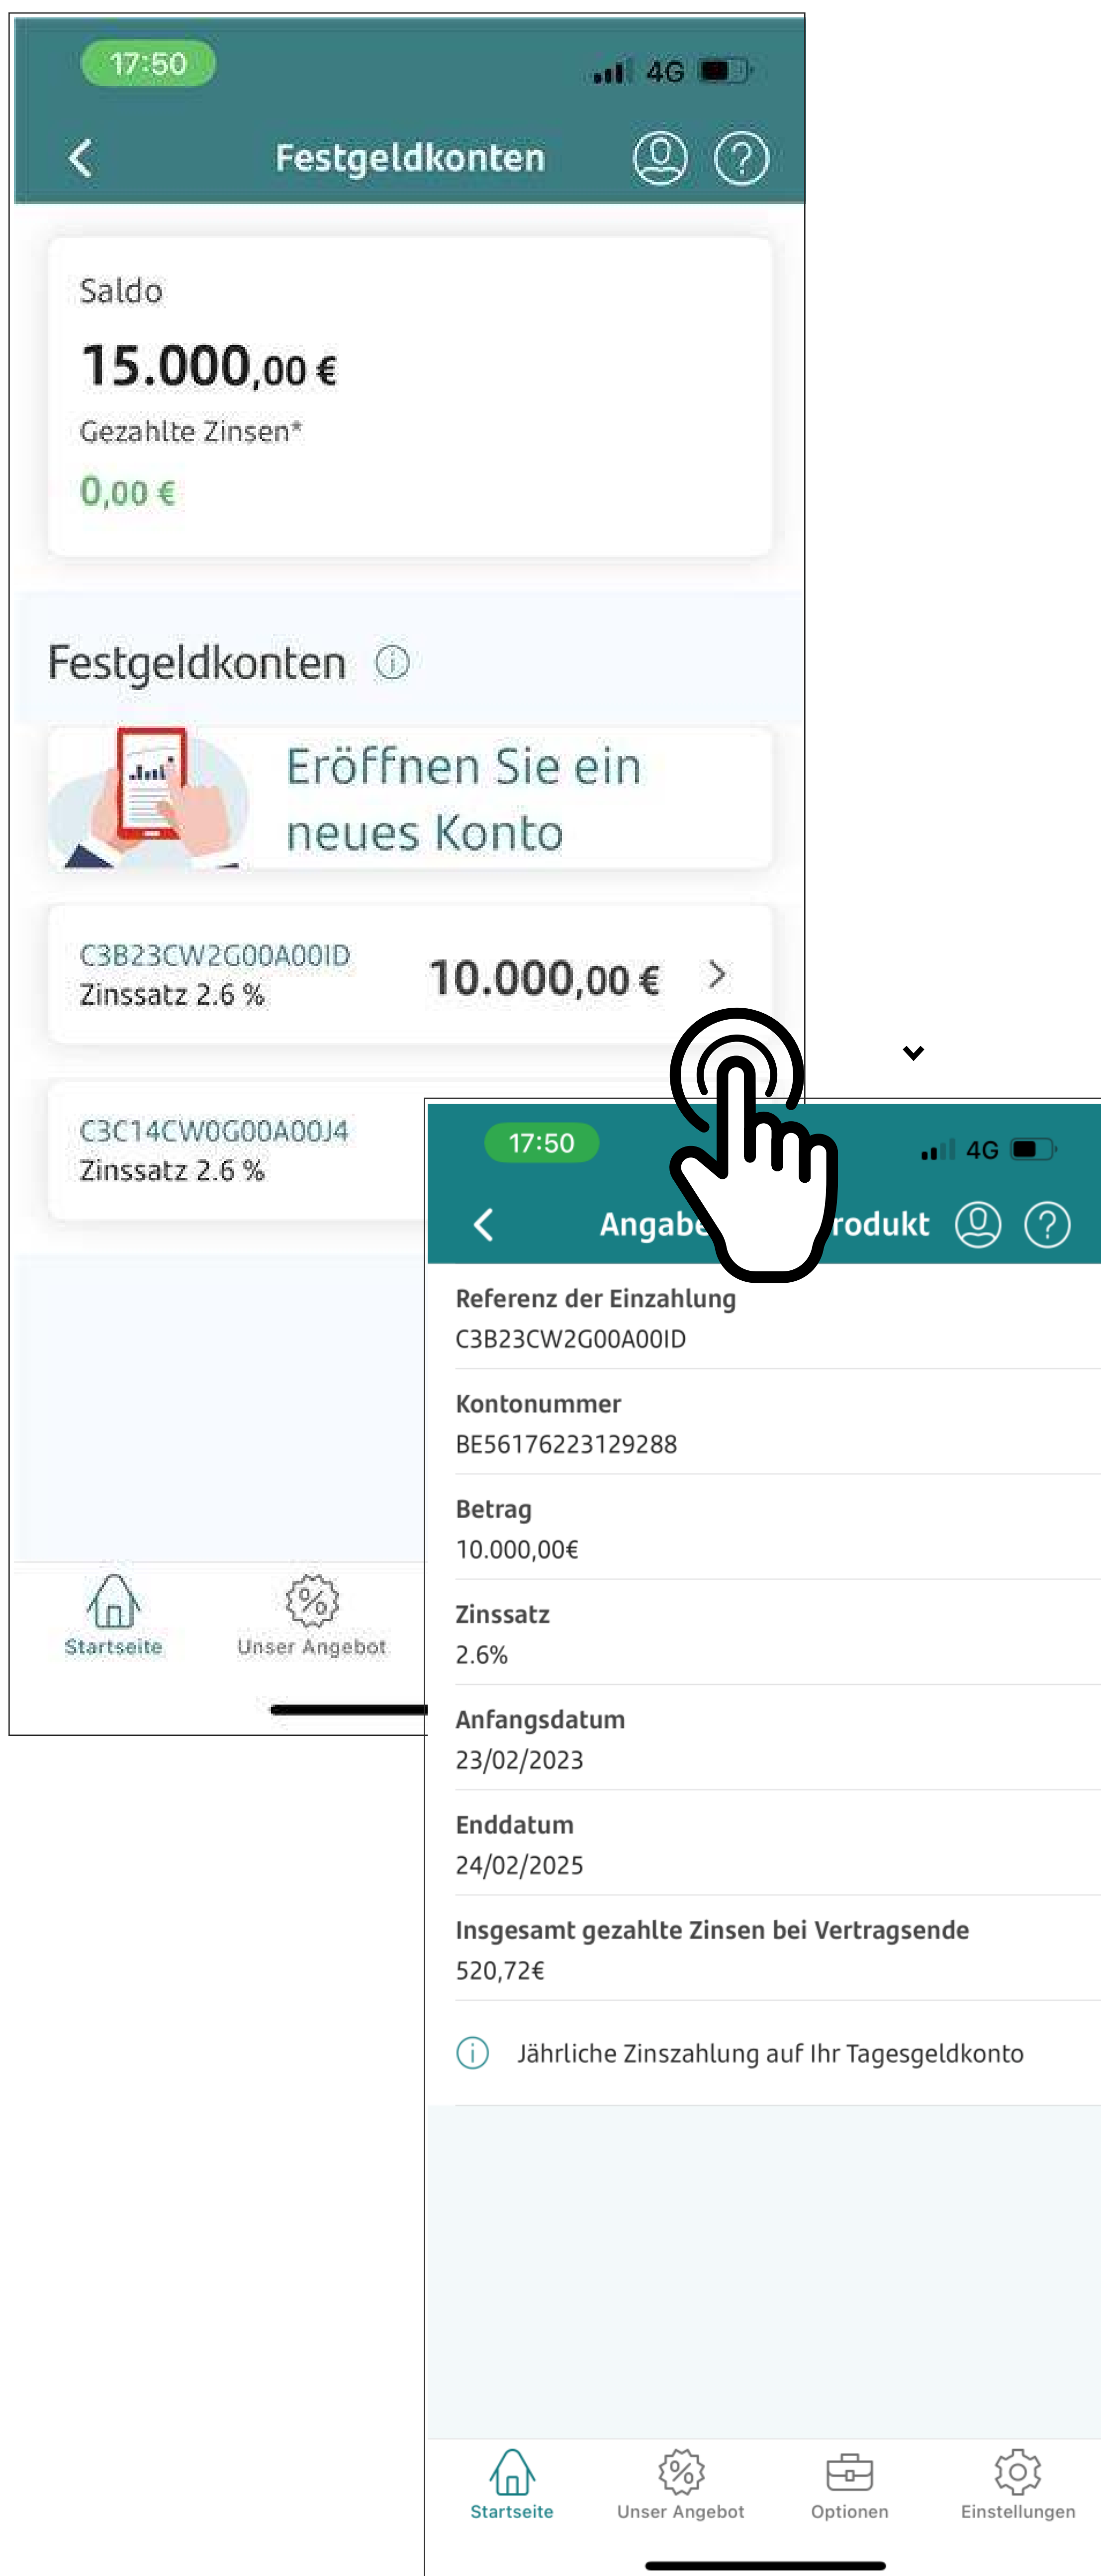 17:50
4G
Festgeldkonten
Saldo
15.000,00 €
Gezahlte Zinsen*
0,00 €
Festgeldkonten
Eröffnen Sie ein
neues Konto
C3B23CW2G00A00ID
Zinssatz 2.6 %
10.000,00 €
C3C14CW0G00A00J4
Zinssatz 2.6 %
Startseite
Unser Angebot
17:50
4G
Angabe rodukt
Referenz der Einzahlung
C3B23CW2G00A00ID
Kontonummer
BE56176223129288
Betrag
10.000,00€
Zinssatz
2.6%
Anfangsdatum
23/02/2023
Enddatum
24/02/2025
Insgesamt gezahlte Zinsen bei Vertragsende
520,72€
Jährliche Zinszahlung auf Ihr Tagesgeldkonto
Startseite
Unser Angebot
Optionen
Einstellungen